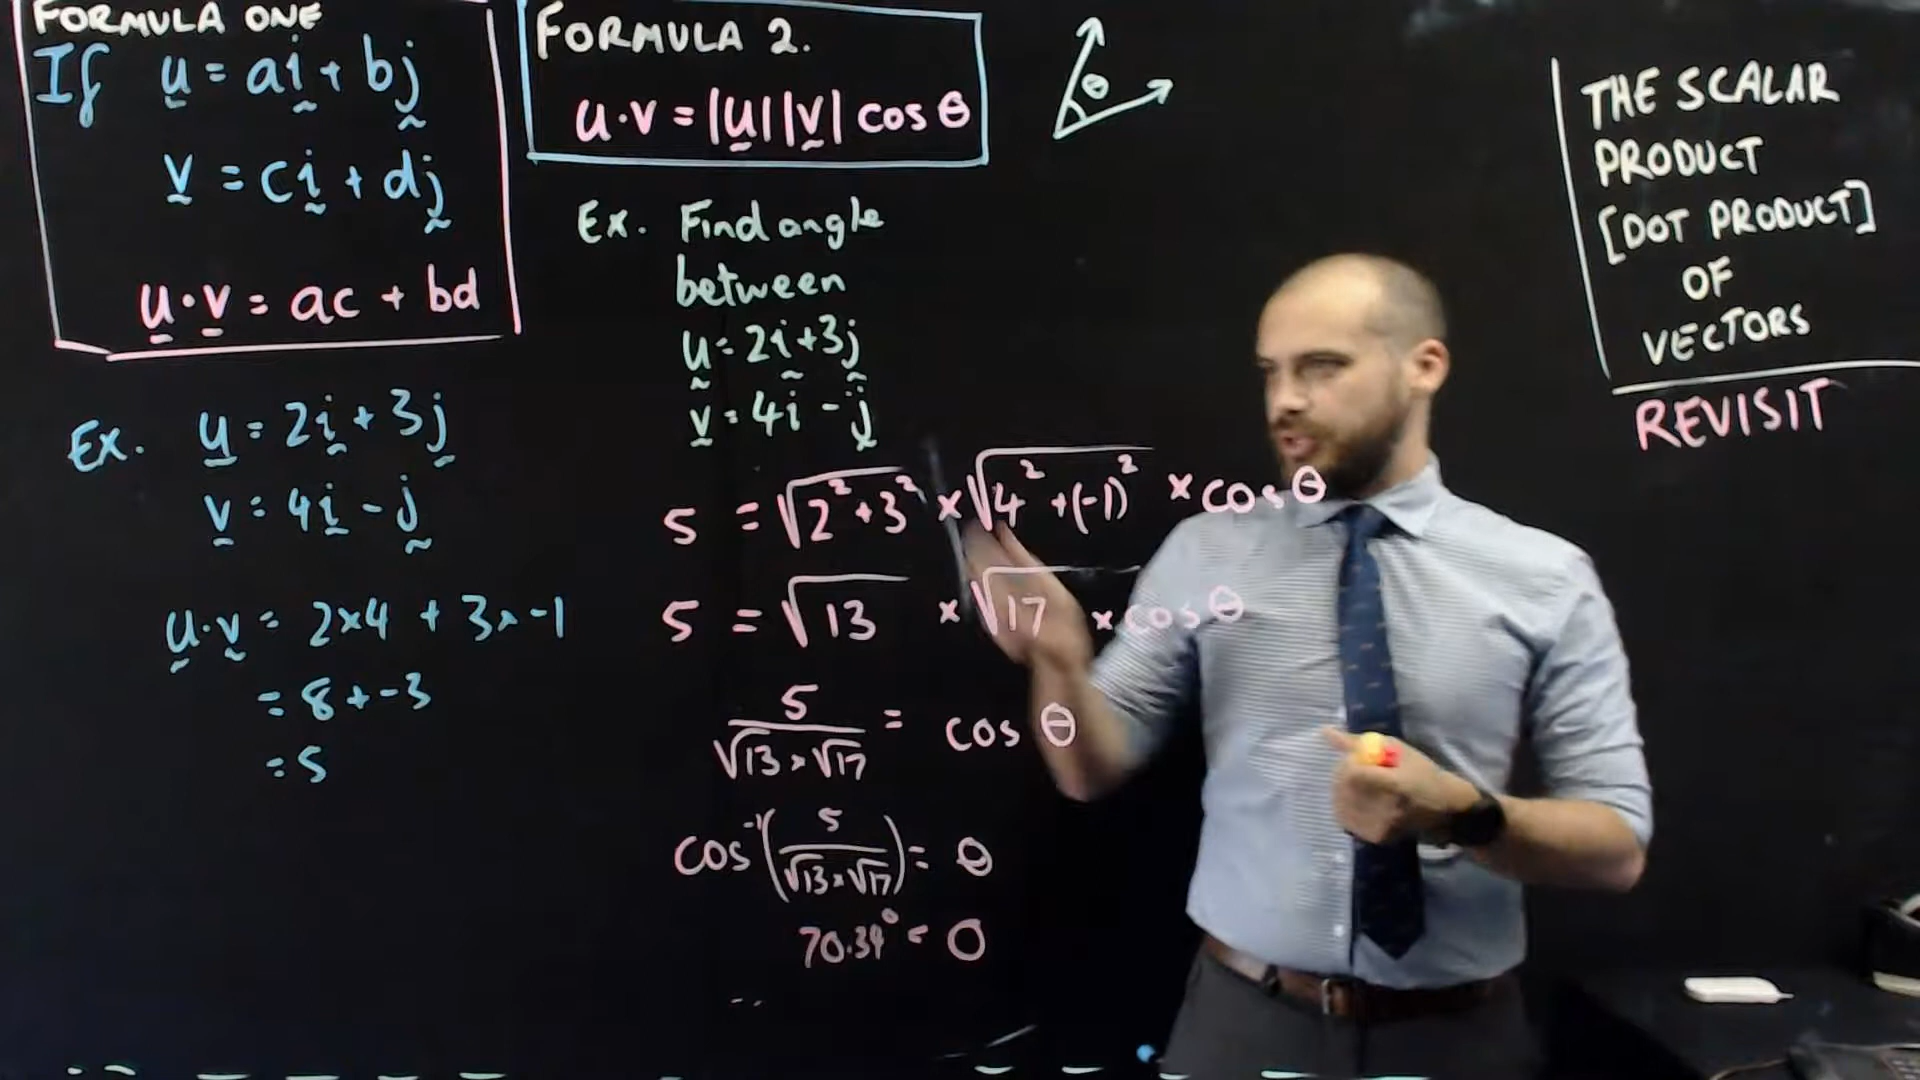 FORMULA ONE
If u = ai + bj
v = ci + dj
u·v = ac + bd
Ex. u = 2i + 3j
v = 4i - j
u·v = 2×4 + 3×-1
= 8 + -3
= 5
FORMULA 2.
u·v = |u||v| cos θ
θ
Ex. Find angle
between
u = 2i + 3j
v = 4i - j
5 = √(2² + 3²) × √(4² + (-1)²) × cos θ
5 = √13 × √17 × cos θ
5/(√13 × √17) = cos θ
cos⁻¹(5/(√13 × √17)) = θ
70.34° = θ
THE SCALAR
PRODUCT
[DOT PRODUCT]
OF
VECTORS
REVISIT